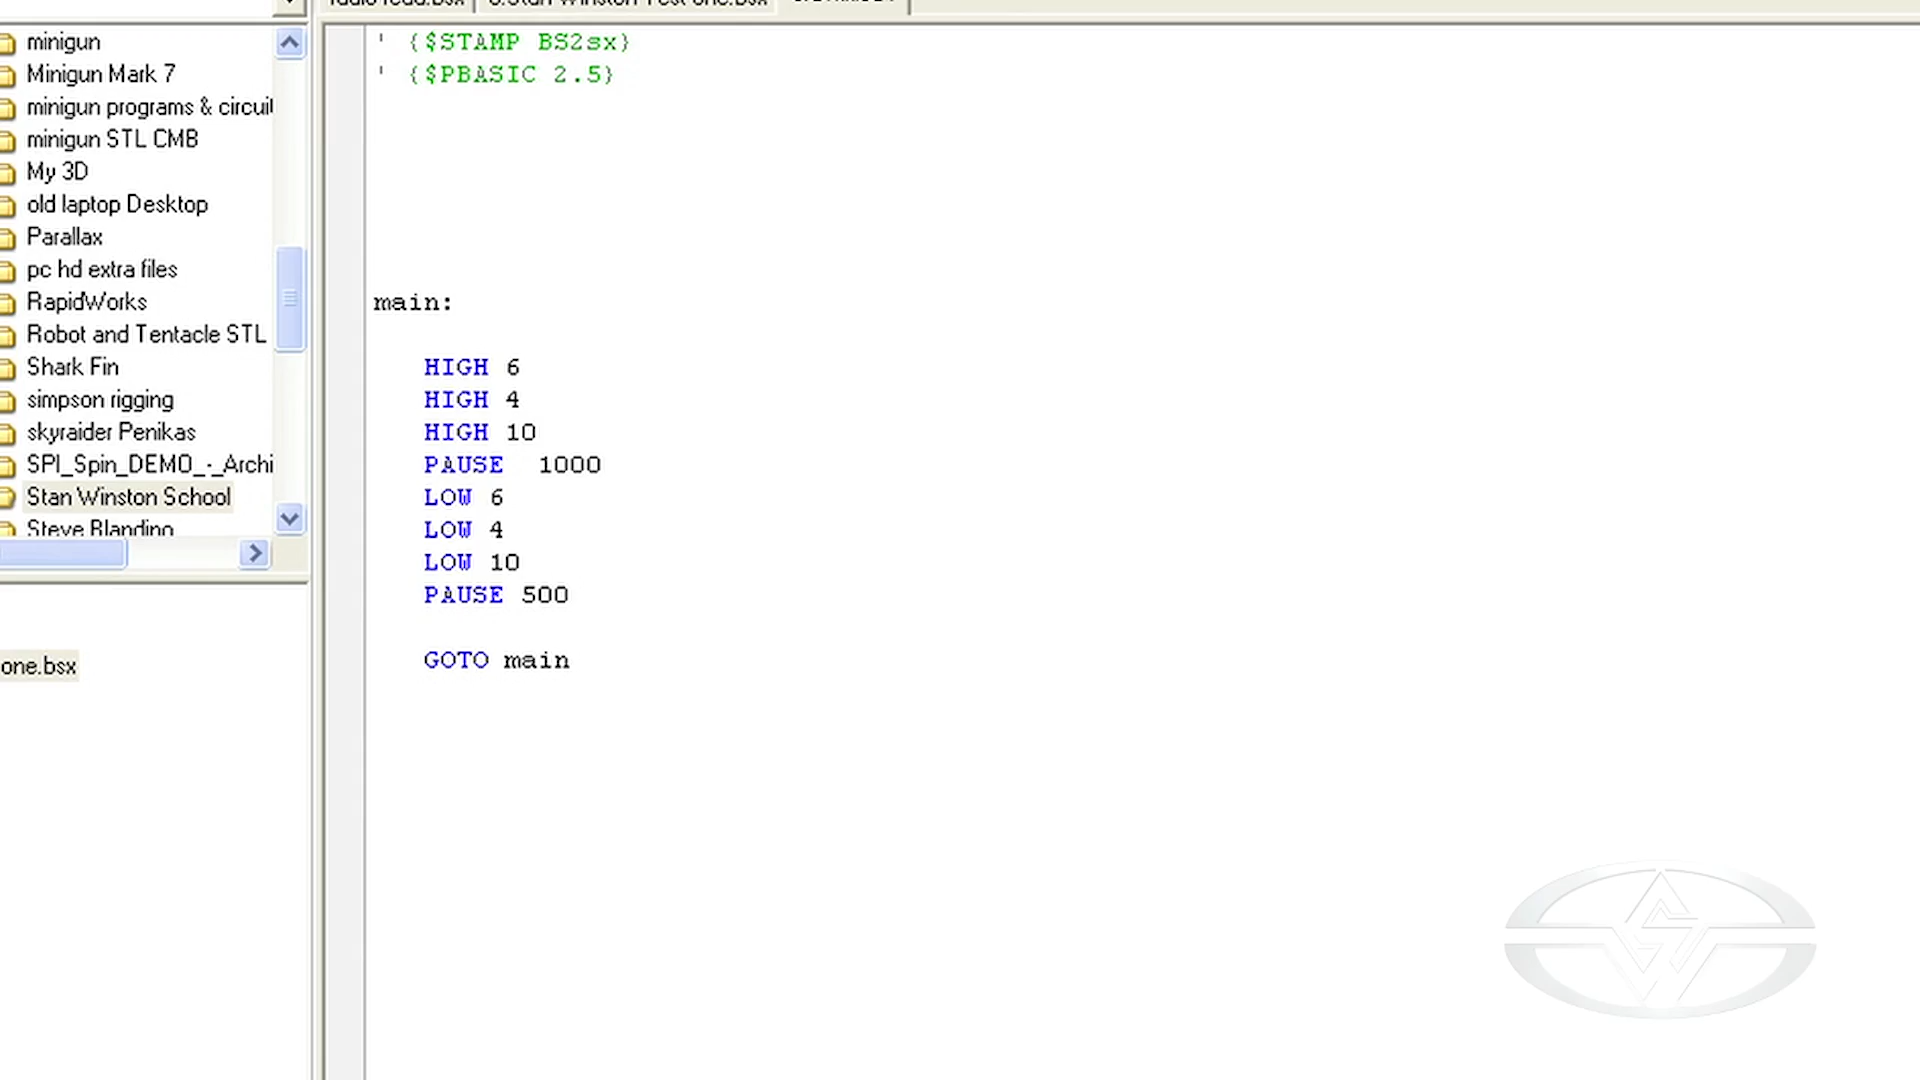 minigun
Minigun Mark 7
minigun programs & circuit
minigun STL CMB
My 3D
old laptop Desktop
Parallax
pc hd extra files
RapidWorks
Robot and Tentacle STL
Shark Fin
simpson rigging
skyraider Penikas
SPI_Spin_DEMO_-_Archi
Stan Winston School
Steve Blandino
one.bsx
' {$STAMP BS2sx}
' {$PBASIC 2.5}
main:
HIGH 6
HIGH 4
HIGH 10
PAUSE 1000
LOW 6
LOW 4
LOW 10
PAUSE 500
GOTO main